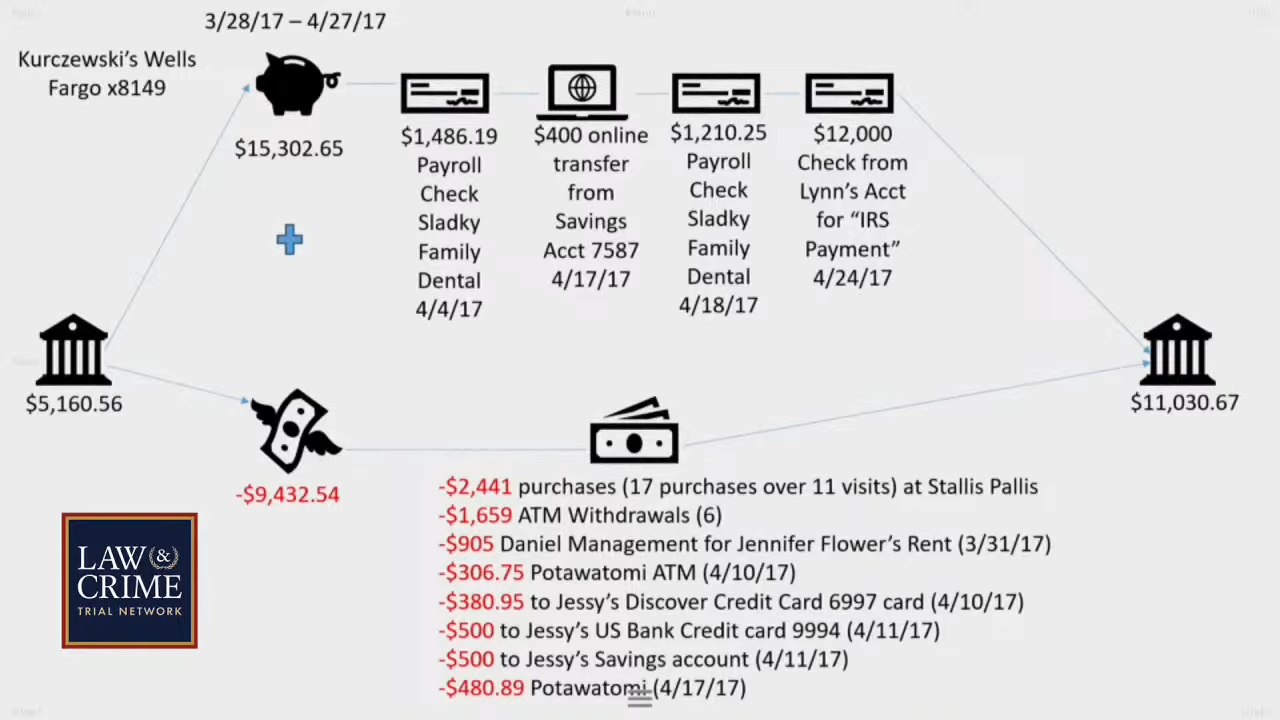 3/28/17 – 4/27/17
Kurczewski's Wells
Fargo x8149
$15,302.65
$1,486.19
Payroll
Check
Sladky
Family
Dental
4/4/17
$400 online
transfer
from
Savings
Acct 7587
4/17/17
$1,210.25
Payroll
Check
Sladky
Family
Dental
4/18/17
$12,000
Check from
Lynn's Acct
for “IRS
Payment”
4/24/17
$5,160.56
$11,030.67
-$9,432.54
-$2,441 purchases (17 purchases over 11 visits) at Stallis Pallis
-$1,659 ATM Withdrawals (6)
-$905 Daniel Management for Jennifer Flower's Rent (3/31/17)
-$306.75 Potawatomi ATM (4/10/17)
-$380.95 to Jessy's Discover Credit Card 6997 card (4/10/17)
-$500 to Jessy's US Bank Credit card 9994 (4/11/17)
-$500 to Jessy's Savings account (4/11/17)
-$480.89 Potawatomi (4/17/17)
LAW &
CRIME
TRIAL NETWORK